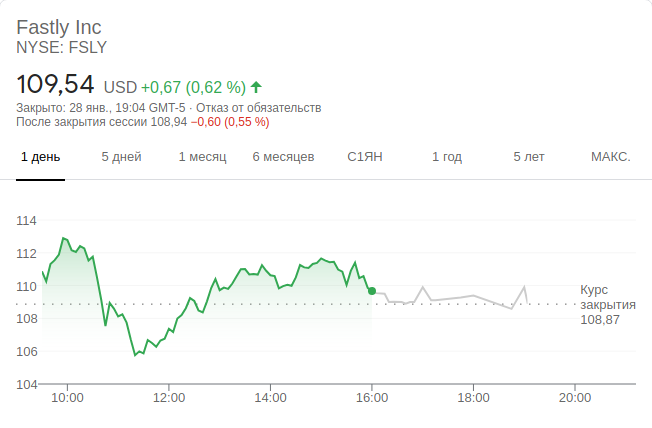 Fastly Inc
NYSE: FSLY
109,54 USD +0,67 (0,62 %)
Закрыто: 28 янв., 19:04 GMT-5 · Отказ от обязательств
После закрытия сессии 108,94 −0,60 (0,55 %)
1 день 5 дней 1 месяц 6 месяцев С1ЯН 1 год 5 лет МАКС.
114
112
110
108
106
104
Курс
закрытия
108,87
10:00 12:00 14:00 16:00 18:00 20:00